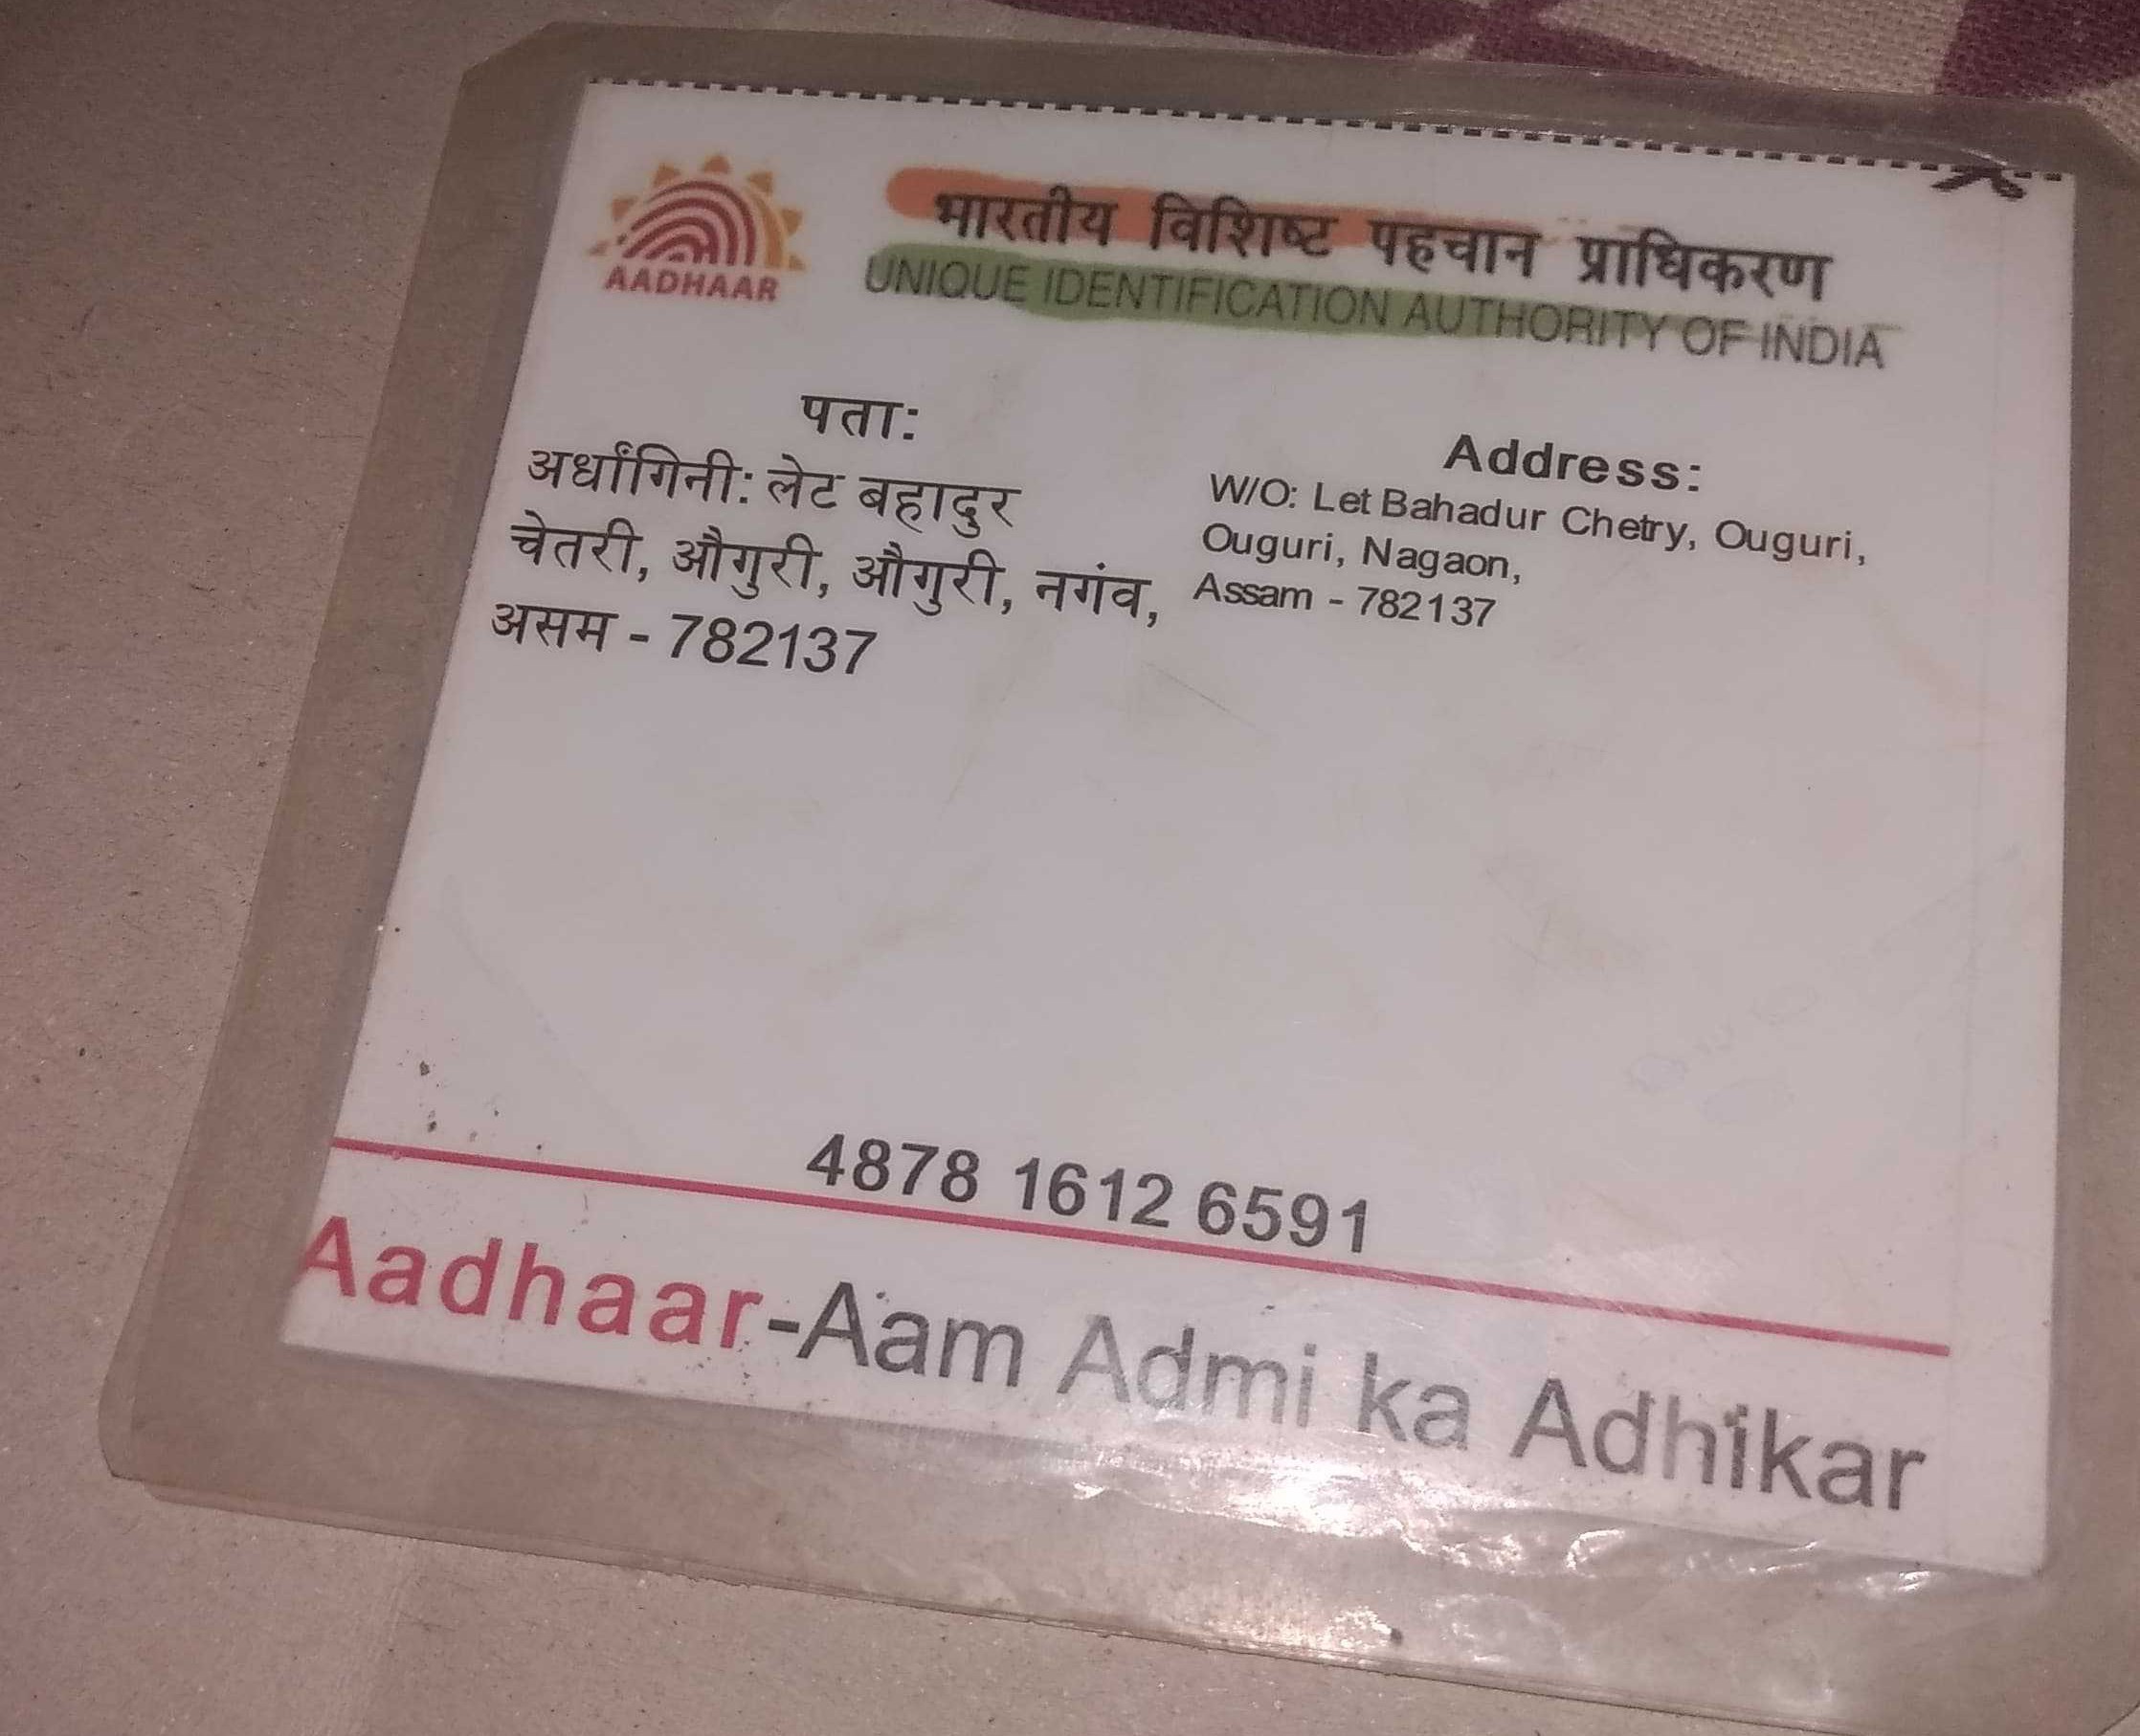 AADHAAR
भारतीय विशिष्ट पहचान प्राधिकरण
UNIQUE IDENTIFICATION AUTHORITY OF INDIA
पता:
अर्धांगिनी: लेट बहादुर
चेतरी, औगुरी, औगुरी, नगंव,
असम - 782137
Address:
W/O: Let Bahadur Chetry, Ouguri,
Ouguri, Nagaon,
Assam - 782137
4878 1612 6591
Aadhaar-Aam Admi ka Adhikar